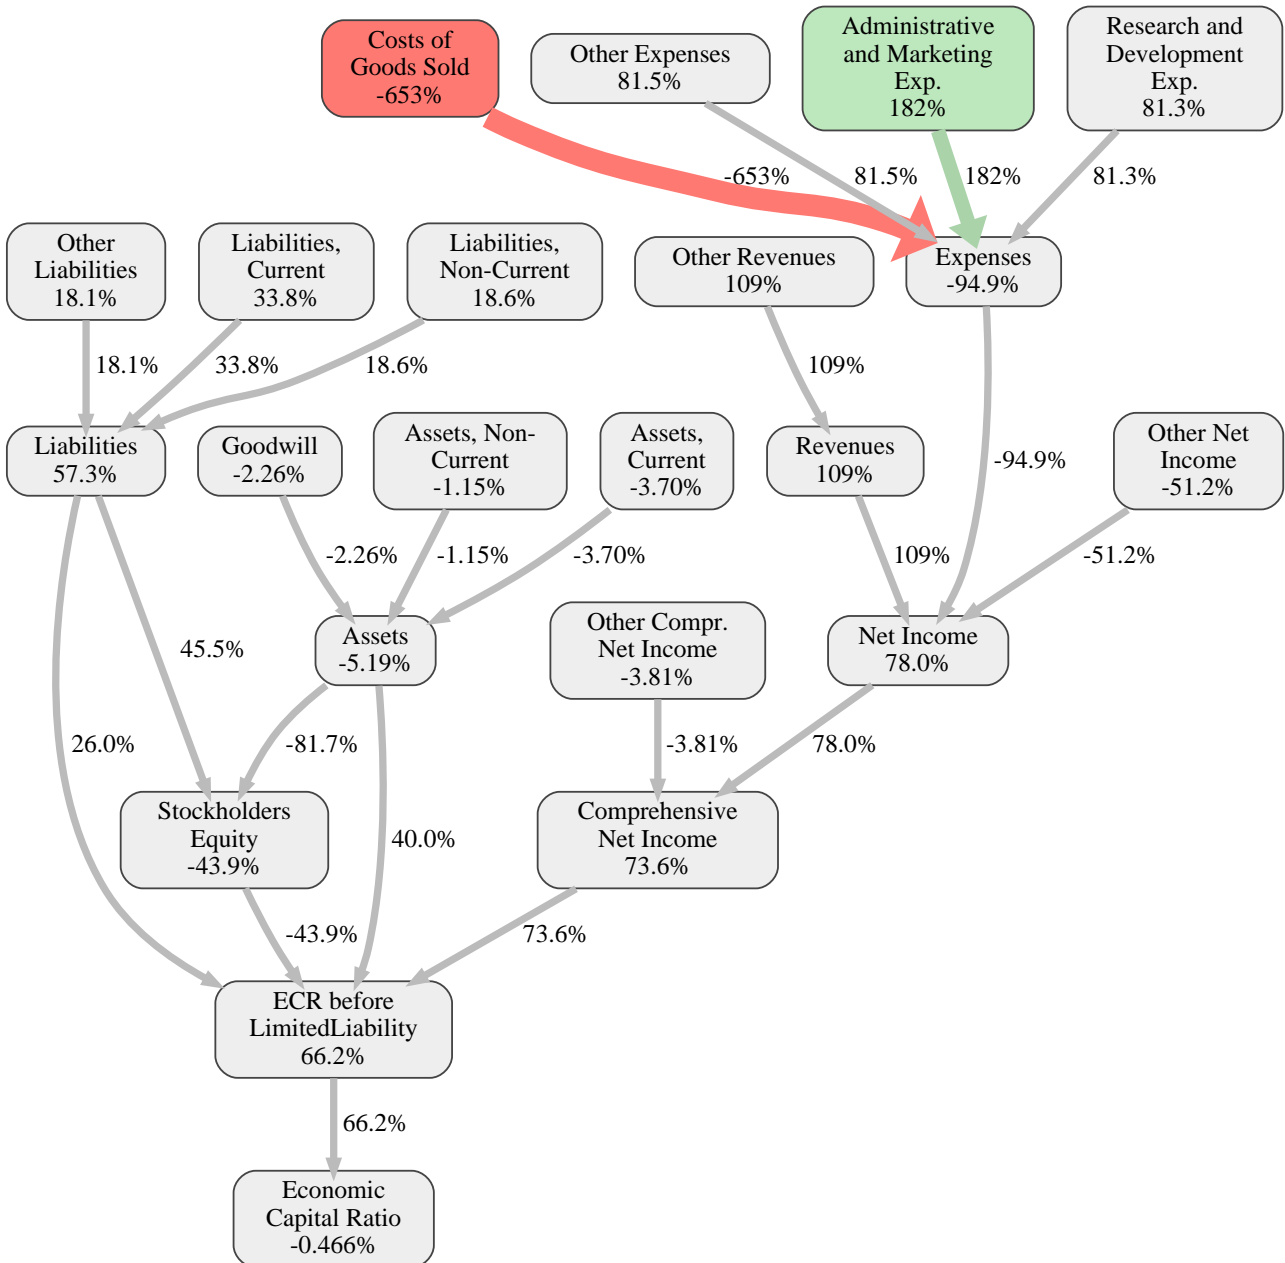 Costs of
Goods Sold
-653%
Other Expenses
81.5%
Administrative
and Marketing
Exp.
182%
Research and
Development
Exp.
81.3%
-653%
81.5%
182%
81.3%
Other
Liabilities
18.1%
Liabilities,
Current
33.8%
Liabilities,
Non-Current
18.6%
Other Revenues
109%
Expenses
-94.9%
18.1%
33.8%
18.6%
109%
Liabilities
57.3%
Goodwill
-2.26%
Assets, Non-
Current
-1.15%
Assets,
Current
-3.70%
Revenues
109%
-94.9%
Other Net
Income
-51.2%
-2.26%
-1.15%
-3.70%
109%
-51.2%
45.5%
Assets
-5.19%
Other Compr.
Net Income
-3.81%
Net Income
78.0%
26.0%
-81.7%
-3.81%
78.0%
Stockholders
Equity
-43.9%
40.0%
Comprehensive
Net Income
73.6%
-43.9%
73.6%
ECR before
LimitedLiability
66.2%
66.2%
Economic
Capital Ratio
-0.466%